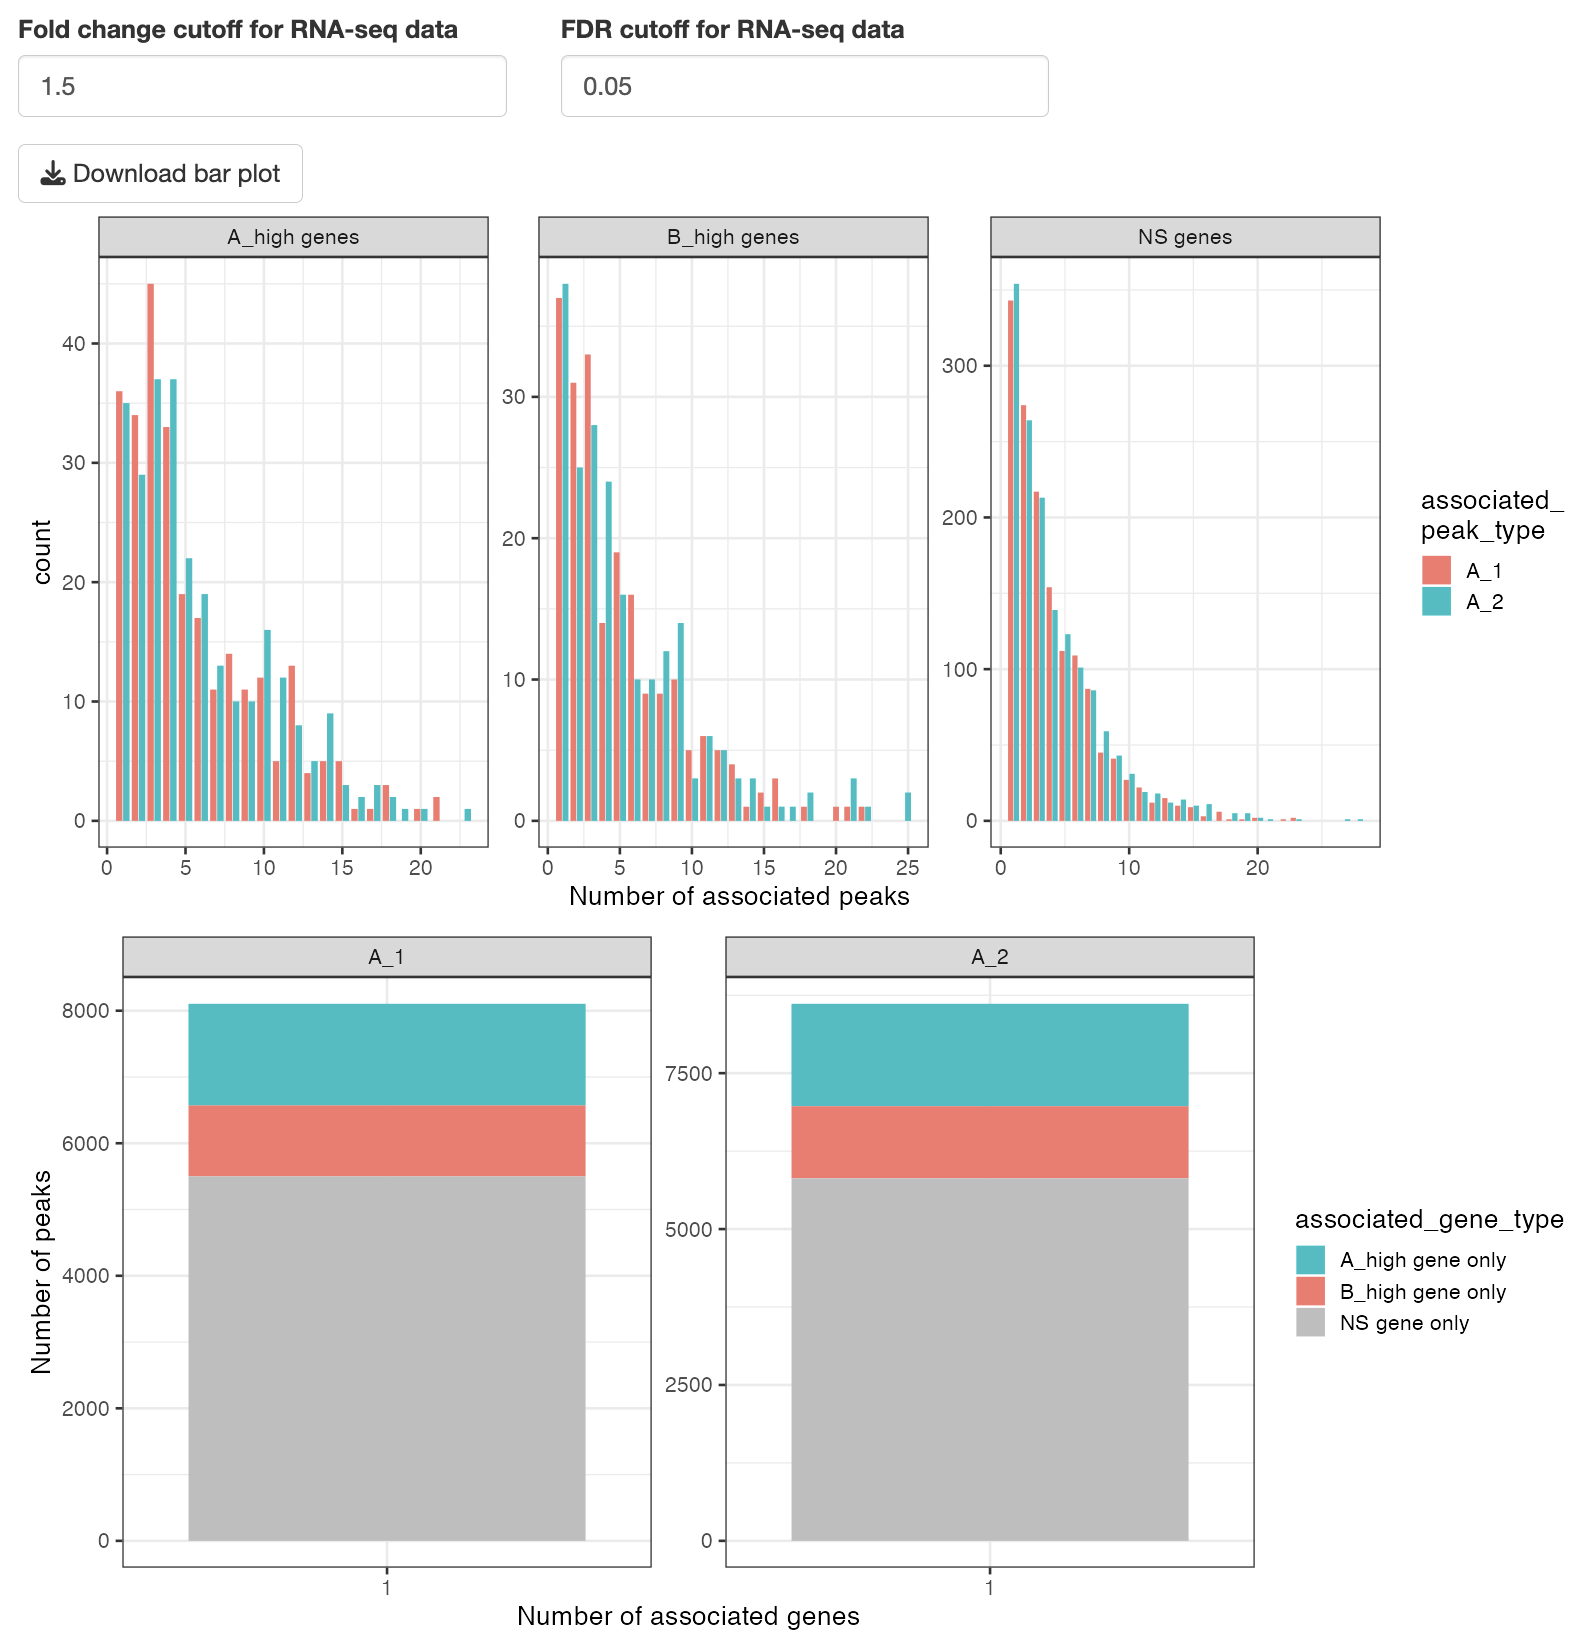 Fold change cutoff for RNA-seq data
FDR cutoff for RNA-seq data
1.5
0.05
Download bar plot
A_high genes
B_high genes
NS genes
count
40
30
20
10
0
0 5 10 15 20
30
20
10
0
0 5 10 15 20 25
300
200
100
0
0 10 20
Number of associated peaks
associated_
peak_type
A_1
A_2
A_1
A_2
Number of peaks
8000
6000
4000
2000
0
1
7500
5000
2500
0
1
Number of associated genes
associated_gene_type
A_high gene only
B_high gene only
NS gene only